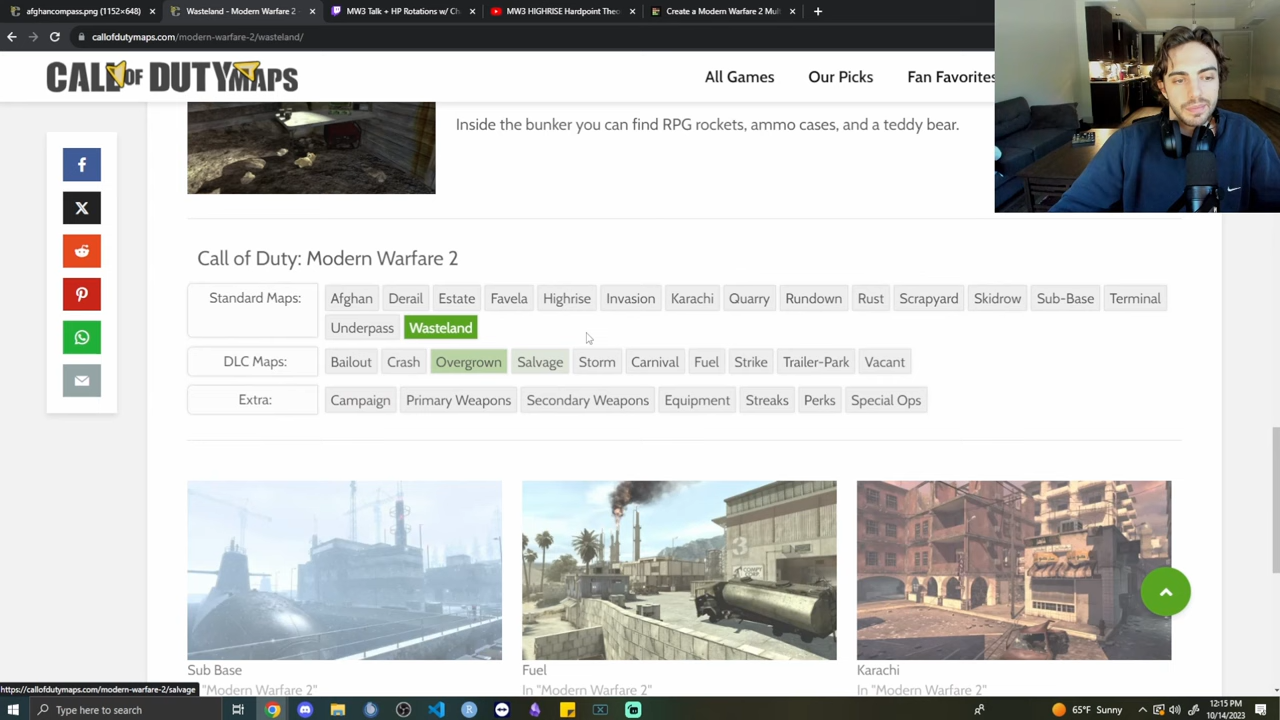 afghancompass.png (1152×648)
Wasteland - Modern Warfare 2
MW3 Talk + HP Rotations w/ Ch
MW3 HIGHRISE Hardpoint Theo
Create a Modern Warfare 2 Mul
callofdutymaps.com/modern-warfare-2/wasteland/
CALL OF DUTY MAPS
All Games
Our Picks
Fan Favorites
Inside the bunker you can find RPG rockets, ammo cases, and a teddy bear.
Call of Duty: Modern Warfare 2
Standard Maps: Afghan Derail Estate Favela Highrise Invasion Karachi Quarry Rundown Rust Scrapyard Skidrow Sub-Base Terminal
Underpass Wasteland
DLC Maps: Bailout Crash Overgrown Salvage Storm Carnival Fuel Strike Trailer-Park Vacant
Extra: Campaign Primary Weapons Secondary Weapons Equipment Streaks Perks Special Ops
Sub Base
In "Modern Warfare 2"
Fuel
In "Modern Warfare 2"
Karachi
In "Modern Warfare 2"
https://callofdutymaps.com/modern-warfare-2/salvage
Type here to search
65°F Sunny
12:15 PM
10/14/2023